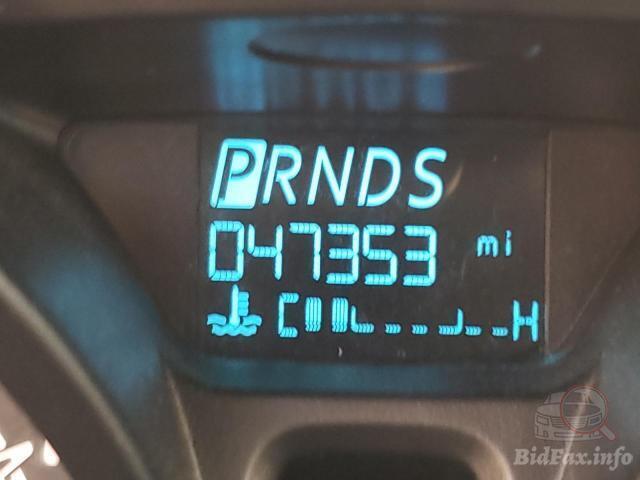 PRNDS
047353 mi
C H
BidFax.info